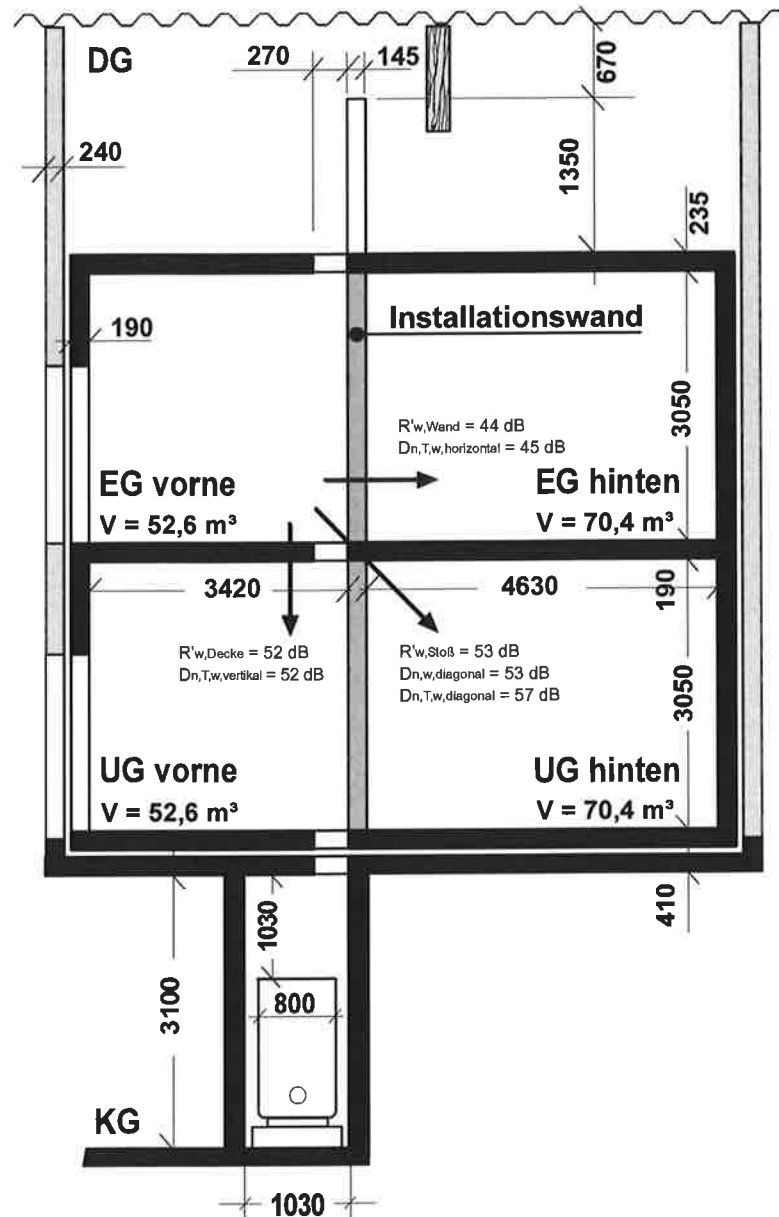 DG
270
145
670
240
1350
235
Installationswand
190
R'w,Wand = 44 dB
Dn,T,w,horizontal = 45 dB
3050
EG vorne
V = 52,6 m³
EG hinten
V = 70,4 m³
3420
4630
190
R'w,Decke = 52 dB
Dn,T,w,vertikal = 52 dB
R'w,Stoß = 53 dB
Dn,w,diagonal = 53 dB
Dn,T,w,diagonal = 57 dB
3050
UG vorne
V = 52,6 m³
UG hinten
V = 70,4 m³
1030
410
3100
800
KG
1030